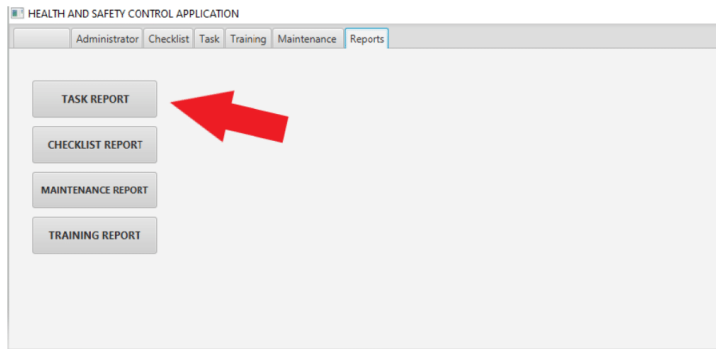 HEALTH AND SAFETY CONTROL APPLICATION
Administrator Checklist Task Training Maintenance Reports
TASK REPORT
CHECKLIST REPORT
MAINTENANCE REPORT
TRAINING REPORT